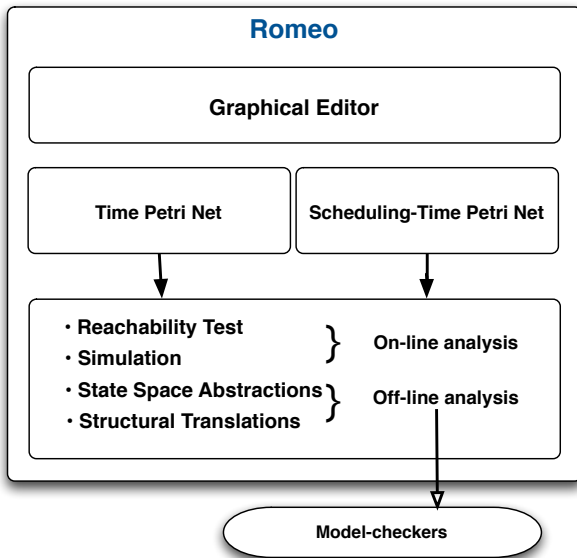 Romeo
Graphical Editor
Time Petri Net
Scheduling-Time Petri Net
· Reachability Test
· Simulation
} On-line analysis
· State Space Abstractions
· Structural Translations
} Off-line analysis
Model-checkers